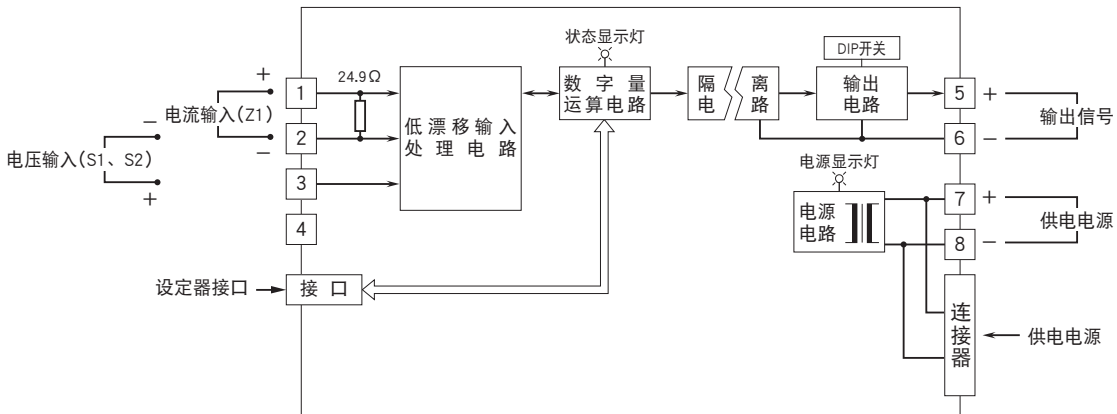 状态显示灯
DIP开关
24.9Ω
+
1
数字量
运算电路
隔离
电路
输出
电路
5
+
电流输入(Z1)
输出信号
−
2
低漂移输入
处理电路
6
−
−
电压输入(S1、S2)
+
3
电源显示灯
7
+
4
电源
电路
供电电源
8
−
设定器接口
接口
连接器
供电电源